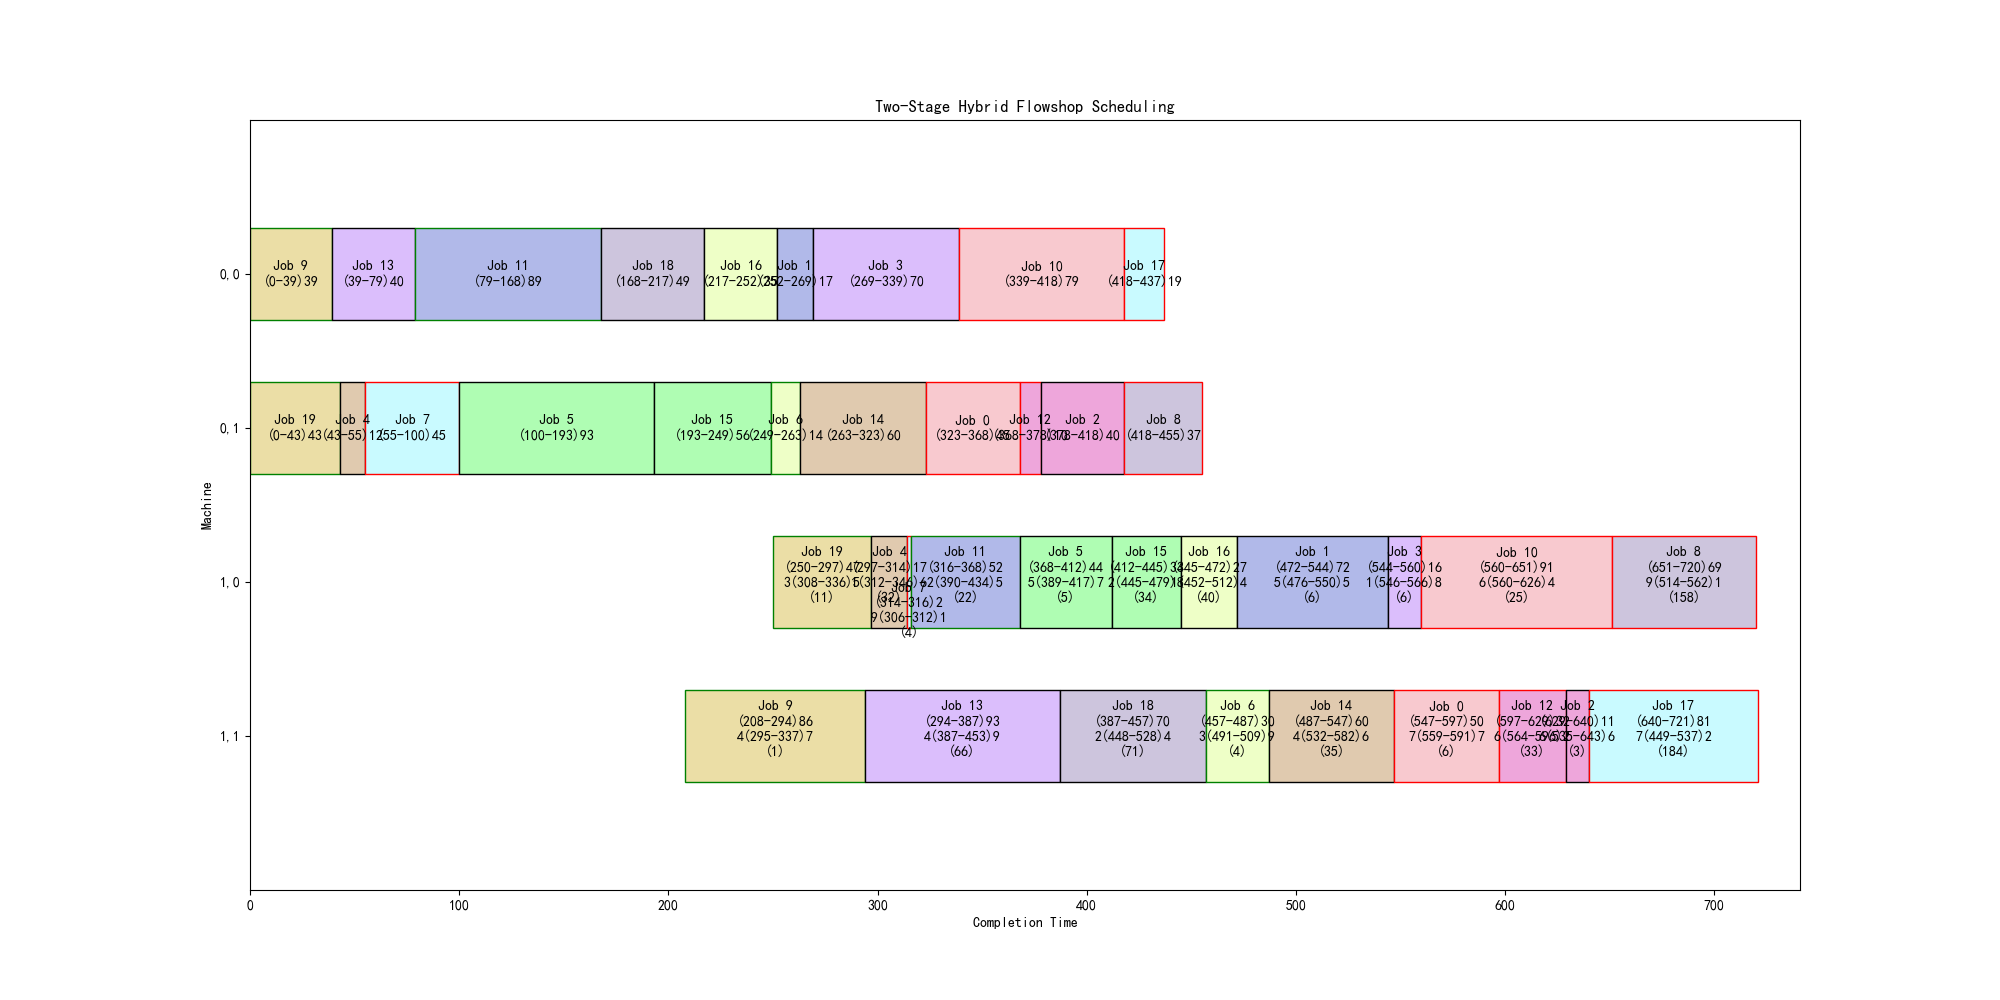 Two-Stage Hybrid Flowshop Scheduling
Machine
0,0
Job 9
(0-39)39
Job 13
(39-79)40
Job 11
(79-168)89
Job 18
(168-217)49
Job 16
(217-252)35
Job 1
(252-269)17
Job 3
(269-339)70
Job 10
(339-418)79
Job 17
(418-437)19
0,1
Job 19
(0-43)43
Job 4
(43-55)12
Job 7
(55-100)45
Job 5
(100-193)93
Job 15
(193-249)56
Job 6
(249-263)14
Job 14
(263-323)60
Job 0
(323-368)45
Job 12
(368-378)10
Job 2
(378-418)40
Job 8
(418-455)37
1,0
Job 19
(250-297)47
3(308-336)
(11)
Job 4
(297-314)17
(312-346)
(32)
Job 7
(314-316)2
9(306-312)1
(4)
Job 11
(316-368)52
(390-434)5
(22)
Job 5
(368-412)44
5(389-417)7
(5)
Job 15
(412-445)33
2(445-479)
(34)
Job 16
(445-472)27
(452-512)4
(40)
Job 1
(472-544)72
5(476-550)5
(6)
Job 3
(544-560)16
1(546-566)8
(6)
Job 10
(560-651)91
6(560-626)4
(25)
Job 8
(651-720)69
9(514-562)1
(158)
1,1
Job 9
(208-294)86
4(295-337)7
(1)
Job 13
(294-387)93
4(387-453)9
(66)
Job 18
(387-457)70
2(448-528)4
(71)
Job 6
(457-487)30
3(491-509)9
(4)
Job 14
(487-547)60
4(532-582)6
(35)
Job 0
(547-597)50
7(559-591)7
(6)
Job 12
(597-629)32
6(564-596)
(33)
Job 2
(629-640)11
(635-643)6
(3)
Job 17
(640-721)81
7(449-537)2
(184)
0
100
200
300
400
500
600
700
Completion Time